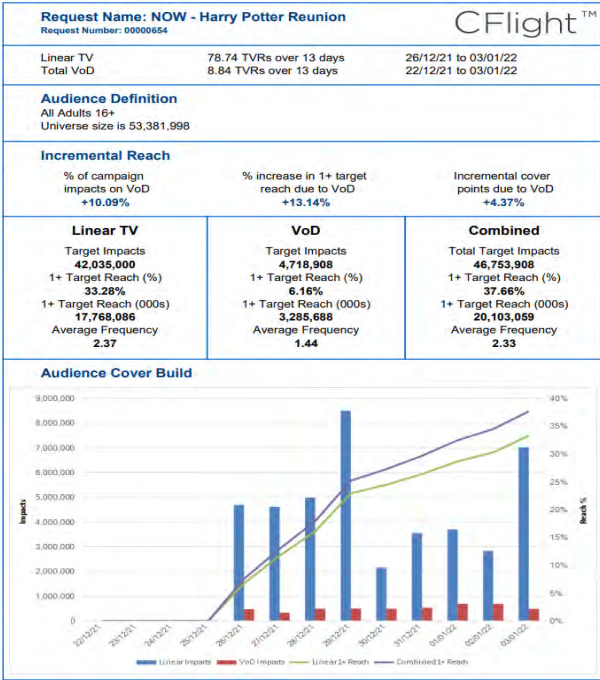 Request Name: NOW - Harry Potter Reunion
Request Number: 00000654
CFlight™
Linear TV 78.74 TVRs over 13 days 26/12/21 to 03/01/22
Total VoD 8.84 TVRs over 13 days 22/12/21 to 03/01/22
Audience Definition
All Adults 16+
Universe size is 53,381,998
Incremental Reach
% of campaign % increase in 1+ target Incremental cover
impacts on VoD reach due to VoD points due to VoD
+10.09% +13.14% +4.37%
Linear TV VoD Combined
Target Impacts Target Impacts Total Target Impacts
42,035,000 4,718,908 46,753,908
1+ Target Reach (%) 1+ Target Reach (%) 1+ Target Reach (%)
33.28% 6.16% 37.66%
1+ Target Reach (000s) 1+ Target Reach (000s) 1+ Target Reach (000s)
17,768,086 3,285,688 20,103,059
Average Frequency Average Frequency Average Frequency
2.37 1.44 2.33
Audience Cover Build
9,000,000 40%
8,000,000 35%
7,000,000 30%
6,000,000 25%
5,000,000 20%
4,000,000 15%
3,000,000 10%
2,000,000 5%
1,000,000 0%
0
Impacts
Reach %
22/12/21 23/12/21 24/12/21 25/12/21 26/12/21 27/12/21 28/12/21 29/12/21 30/12/21 31/12/21 01/01/22 02/01/22 03/01/22
Linear Impacts VoD Impacts Linear 1+ Reach Combined 1+ Reach